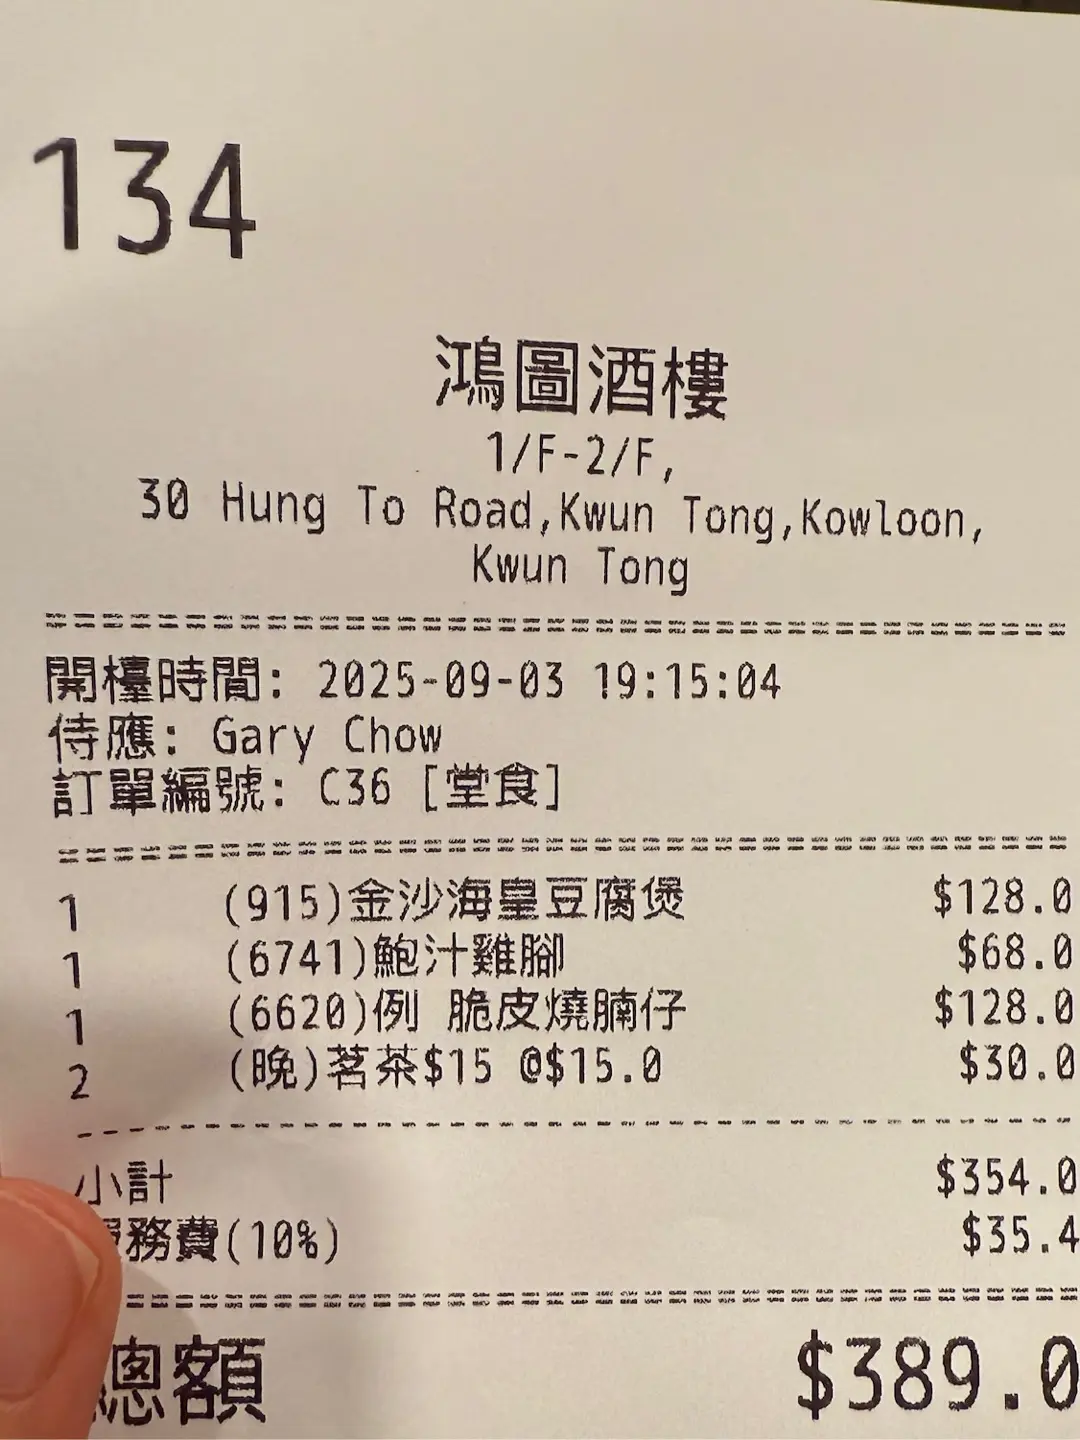 134
鴻圖酒樓
1/F-2/F,
30 Hung To Road,Kwun Tong,Kowloon,
Kwun Tong
開檯時間: 2025-09-03 19:15:04
侍應: Gary Chow
訂單編號: C36 [堂食]
1 (915)金沙海皇豆腐煲 $128.0
1 (6741)鮑汁雞腳 $68.0
1 (6620)例 脆皮燒腩仔 $128.0
2 (晚)茗茶$15 @$15.0 $30.0
小計 $354.0
務費(10%) $35.4
總額 $389.0